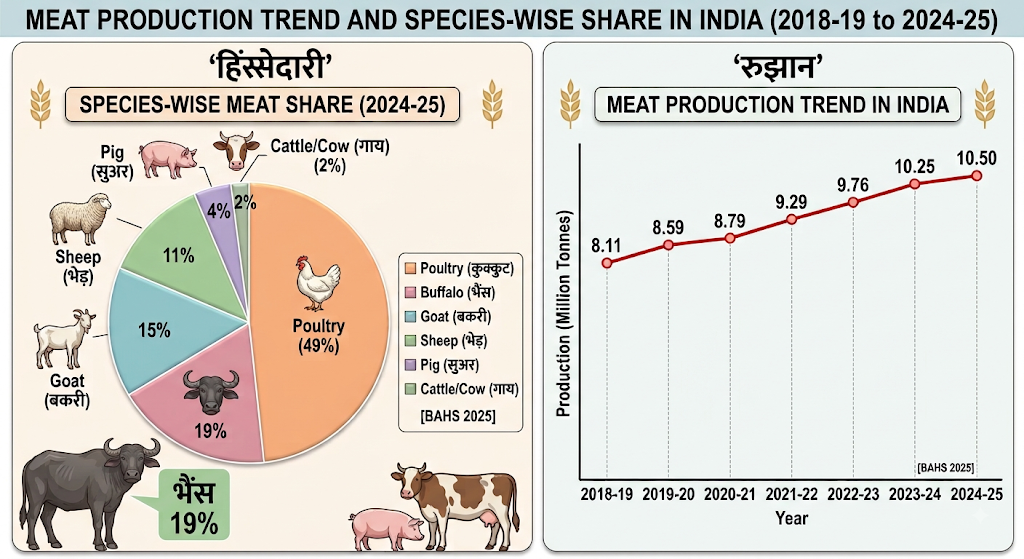 MEAT PRODUCTION TREND AND SPECIES-WISE SHARE IN INDIA (2018-19 to 2024-25)
‘हिंस्सेदारी’
SPECIES-WISE MEAT SHARE (2024-25)
Pig
(सुअर)
Cattle/Cow (गाय)
(2%)
4%
2%
Sheep
(भेड़)
11%
Poultry
(49%)
Goat
(बकरी)
15%
19%
Poultry (कुक्कुट)
Buffalo (भैंस)
Goat (बकरी)
Sheep (भेड़)
Pig (सुअर)
Cattle/Cow (गाय)
[BAHS 2025]
भैंस
19%
‘रुझान’
MEAT PRODUCTION TREND IN INDIA
Production (Million Tonnes)
8.11
8.59
8.79
9.29
9.76
10.25
10.50
[BAHS 2025]
2018-19 2019-20 2020-21 2021-22 2022-23 2023-24 2024-25
Year